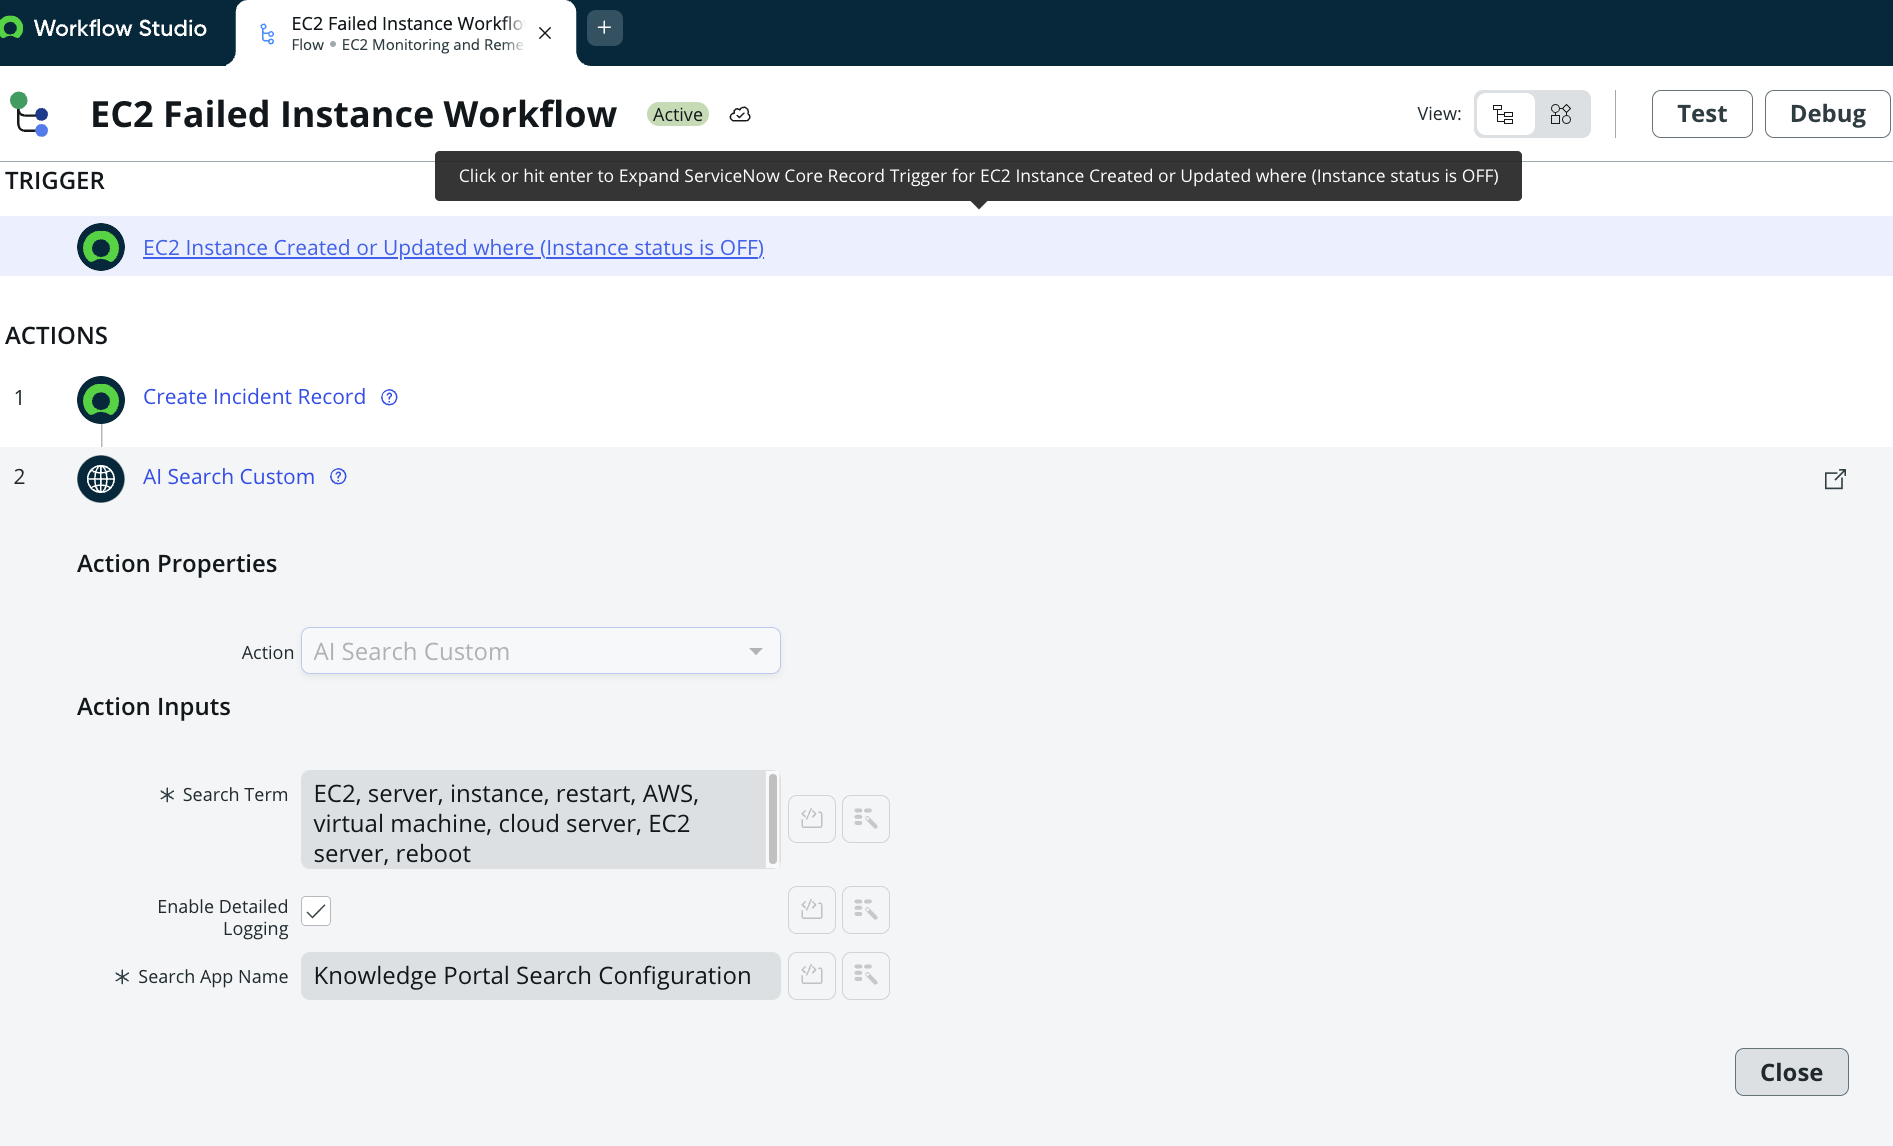 Workflow Studio
EC2 Failed Instance Workflo
Flow • EC2 Monitoring and Reme
EC2 Failed Instance Workflow
Active
View:
Test
Debug
Click or hit enter to Expand ServiceNow Core Record Trigger for EC2 Instance Created or Updated where (Instance status is OFF)
TRIGGER
EC2 Instance Created or Updated where (Instance status is OFF)
ACTIONS
1
Create Incident Record
2
AI Search Custom
Action Properties
Action
AI Search Custom
Action Inputs
* Search Term
EC2, server, instance, restart, AWS,
virtual machine, cloud server, EC2
server, reboot
Enable Detailed
Logging
* Search App Name
Knowledge Portal Search Configuration
Close